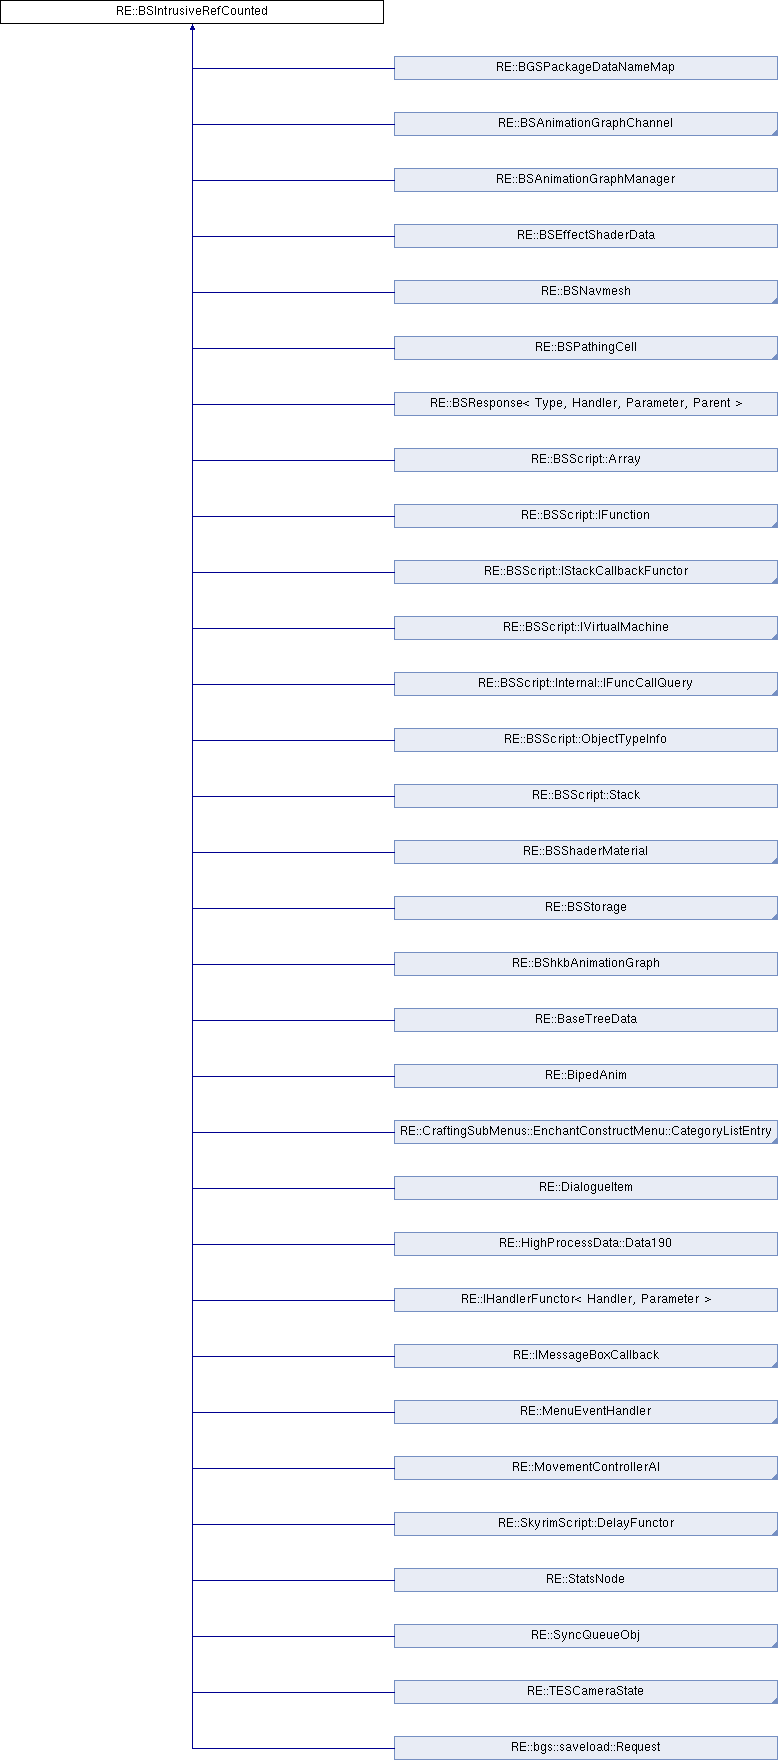 RE::BSIntrusiveRefCounted
RE::BGSPackageDataNameMap
RE::BSAnimationGraphChannel
RE::BSAnimationGraphManager
RE::BSEffectShaderData
RE::BSNavmesh
RE::BSPathingCell
RE::BSResponse< Type, Handler, Parameter, Parent >
RE::BSScript::Array
RE::BSScript::IFunction
RE::BSScript::IStackCallbackFunctor
RE::BSScript::IVirtualMachine
RE::BSScript::Internal::IFuncCallQuery
RE::BSScript::ObjectTypeInfo
RE::BSScript::Stack
RE::BSShaderMaterial
RE::BSStorage
RE::BShkbAnimationGraph
RE::BaseTreeData
RE::BipedAnim
RE::CraftingSubMenus::EnchantConstructMenu::CategoryListEntry
RE::DialogueItem
RE::HighProcessData::Data190
RE::IHandlerFunctor< Handler, Parameter >
RE::IMessageBoxCallback
RE::MenuEventHandler
RE::MovementControllerAI
RE::SkyrimScript::DelayFunctor
RE::StatsNode
RE::SyncQueueObj
RE::TESCameraState
RE::bgs::saveload::Request